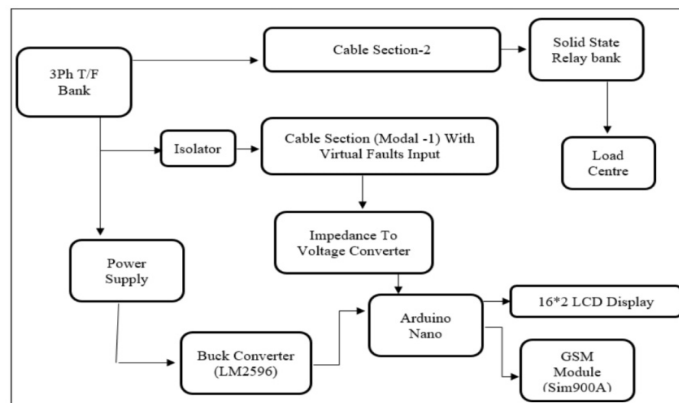 3Ph T/F
Bank
Cable Section-2
Solid State
Relay bank
Isolator
Cable Section (Modal -1) With
Virtual Faults Input
Load
Centre
Power
Supply
Impedance To
Voltage Converter
Buck Converter
(LM2596)
Arduino
Nano
16*2 LCD Display
GSM
Module
(Sim900A)